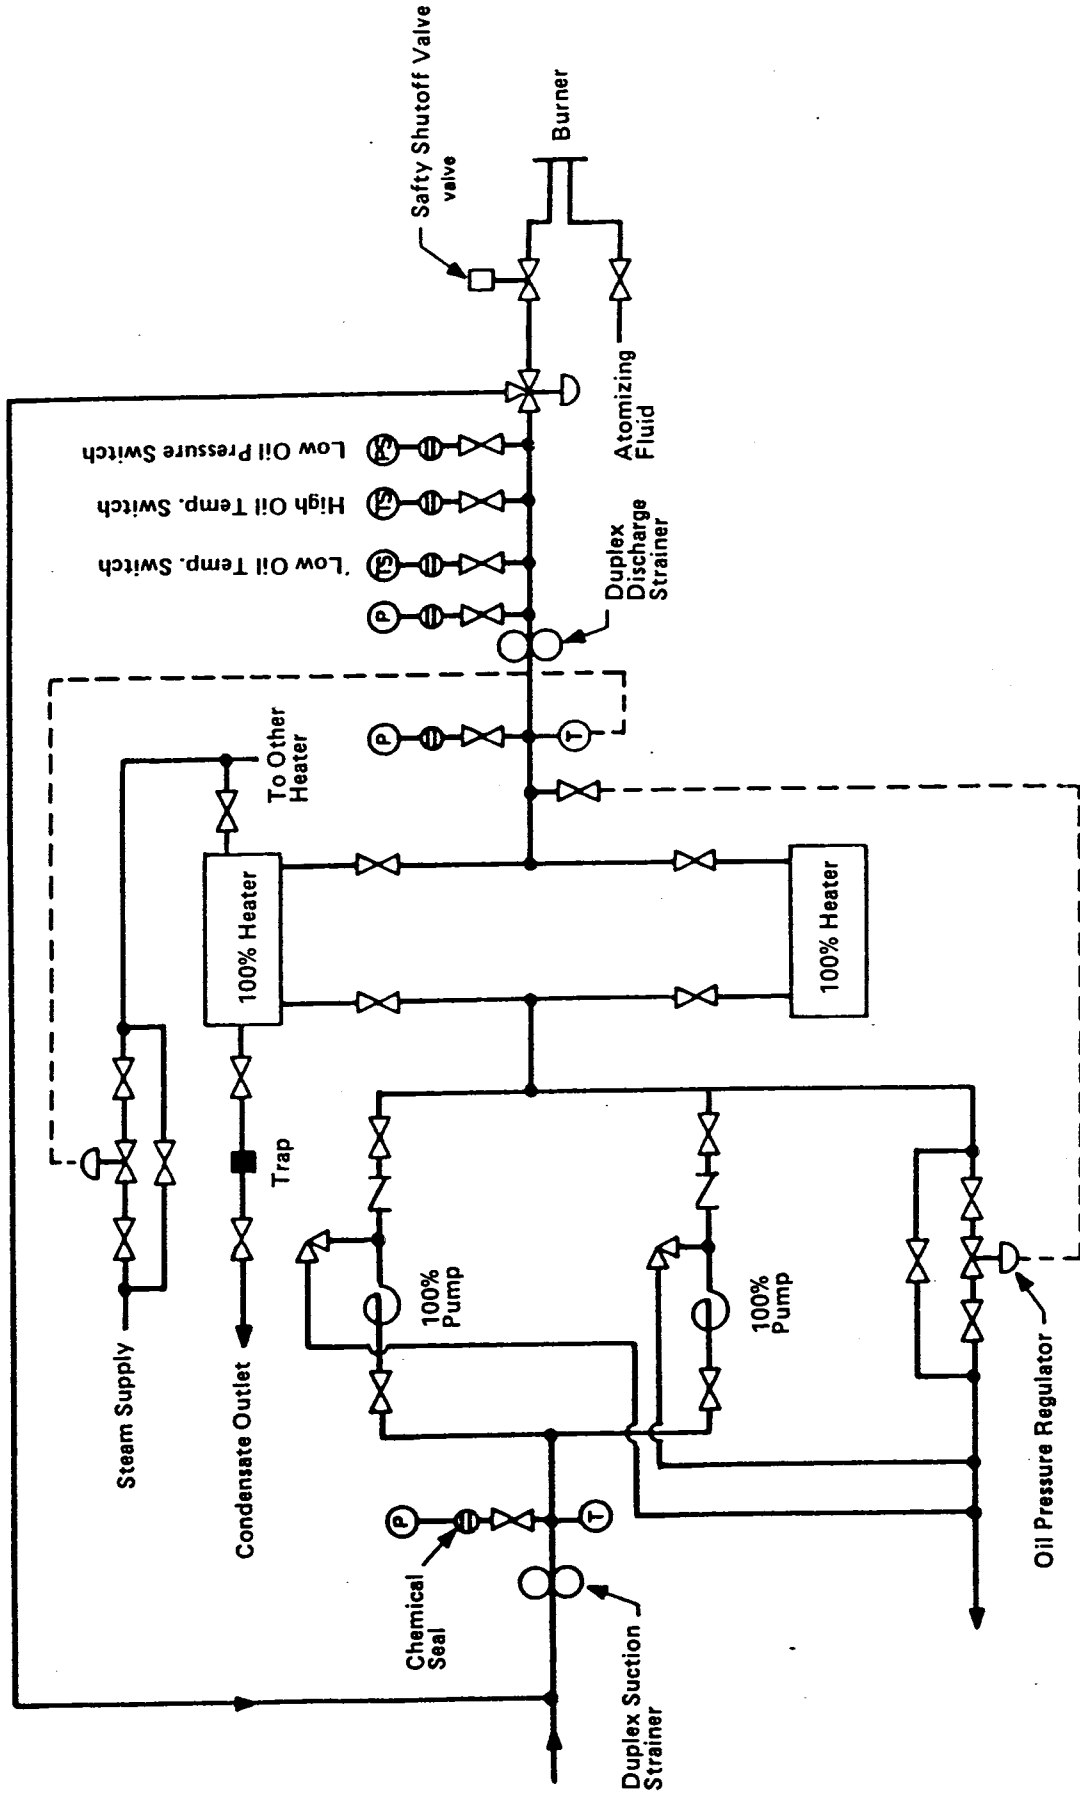 Safty Shutoff Valve
valve
Burner
Atomizing
Fluid
Low Oil Pressure Switch
High Oil Temp. Switch
Low Oil Temp. Switch
PS
TS
TS
P
Duplex
Discharge
Strainer
P
T
To Other
Heater
100% Heater
100% Heater
Trap
Steam Supply
Condensate Outlet
100%
Pump
100%
Pump
Oil Pressure Regulator
P
T
Chemical
Seal
Duplex Suction
Strainer